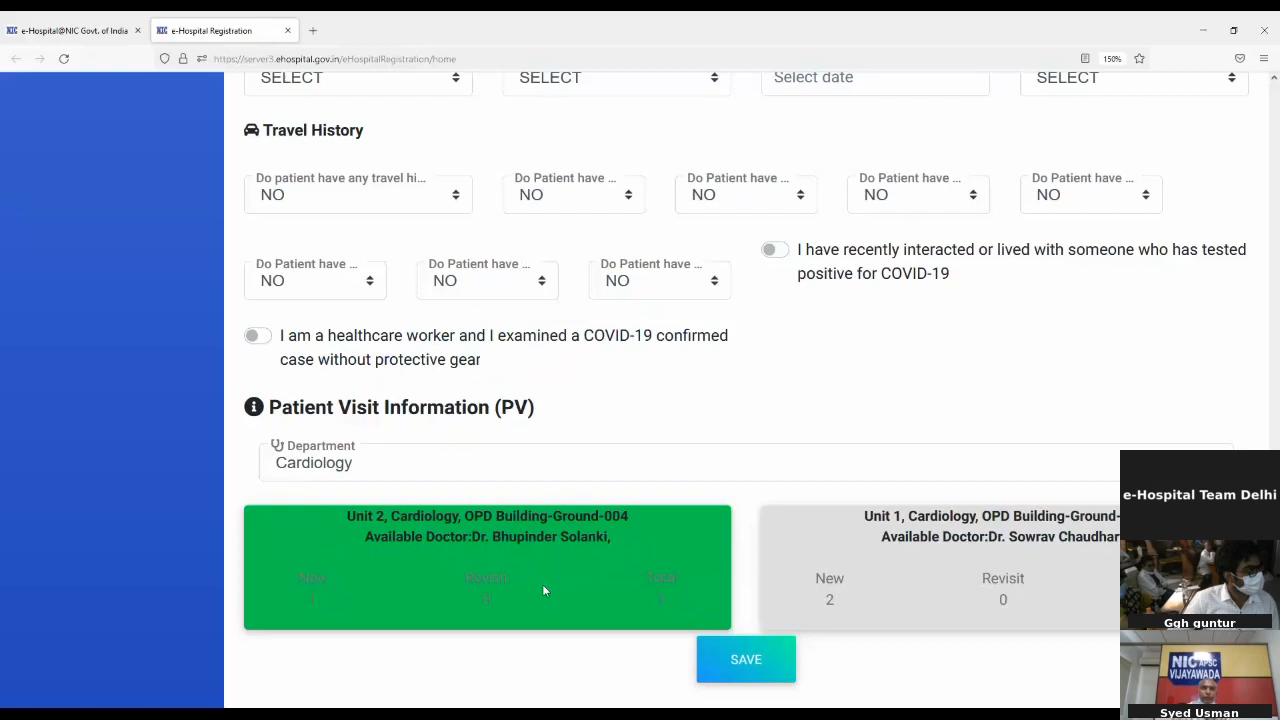 NIC e-Hospital@NIC Govt. of India
NIC e-Hospital Registration
https://server3.ehospital.gov.in/eHospitalRegistration/home
150%
SELECT
SELECT
Select date
SELECT
Travel History
Do patient have any travel hi...
NO
Do Patient have ...
NO
Do Patient have ...
NO
Do Patient have ...
NO
Do Patient have ...
NO
I have recently interacted or lived with someone who has tested
positive for COVID-19
Do Patient have ...
NO
Do Patient have ...
NO
Do Patient have ...
NO
I am a healthcare worker and I examined a COVID-19 confirmed
case without protective gear
Patient Visit Information (PV)
Department
Cardiology
Unit 2, Cardiology, OPD Building-Ground-004
Available Doctor:Dr. Bhupinder Solanki,
New
Revisit
Total
1
0
1
Unit 1, Cardiology, OPD Building-Ground-
Available Doctor:Dr. Sowrav Chaudhar
New
Revisit
2
0
SAVE
e-Hospital Team Delhi
Ggh guntur
NIC APSC
VIJAYAWADA
Syed Usman